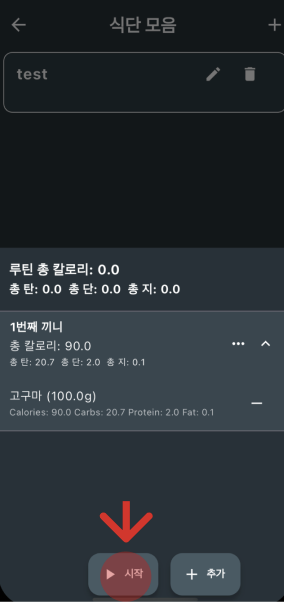 식단 모음
test
루틴 총 칼로리: 0.0
총 탄: 0.0 총 단: 0.0 총 지: 0.0
1번째 끼니
총 칼로리: 90.0
총 탄: 20.7 총 단: 2.0 총 지: 0.1
고구마 (100.0g)
Calories: 90.0 Carbs: 20.7 Protein: 2.0 Fat: 0.1
시작
추가